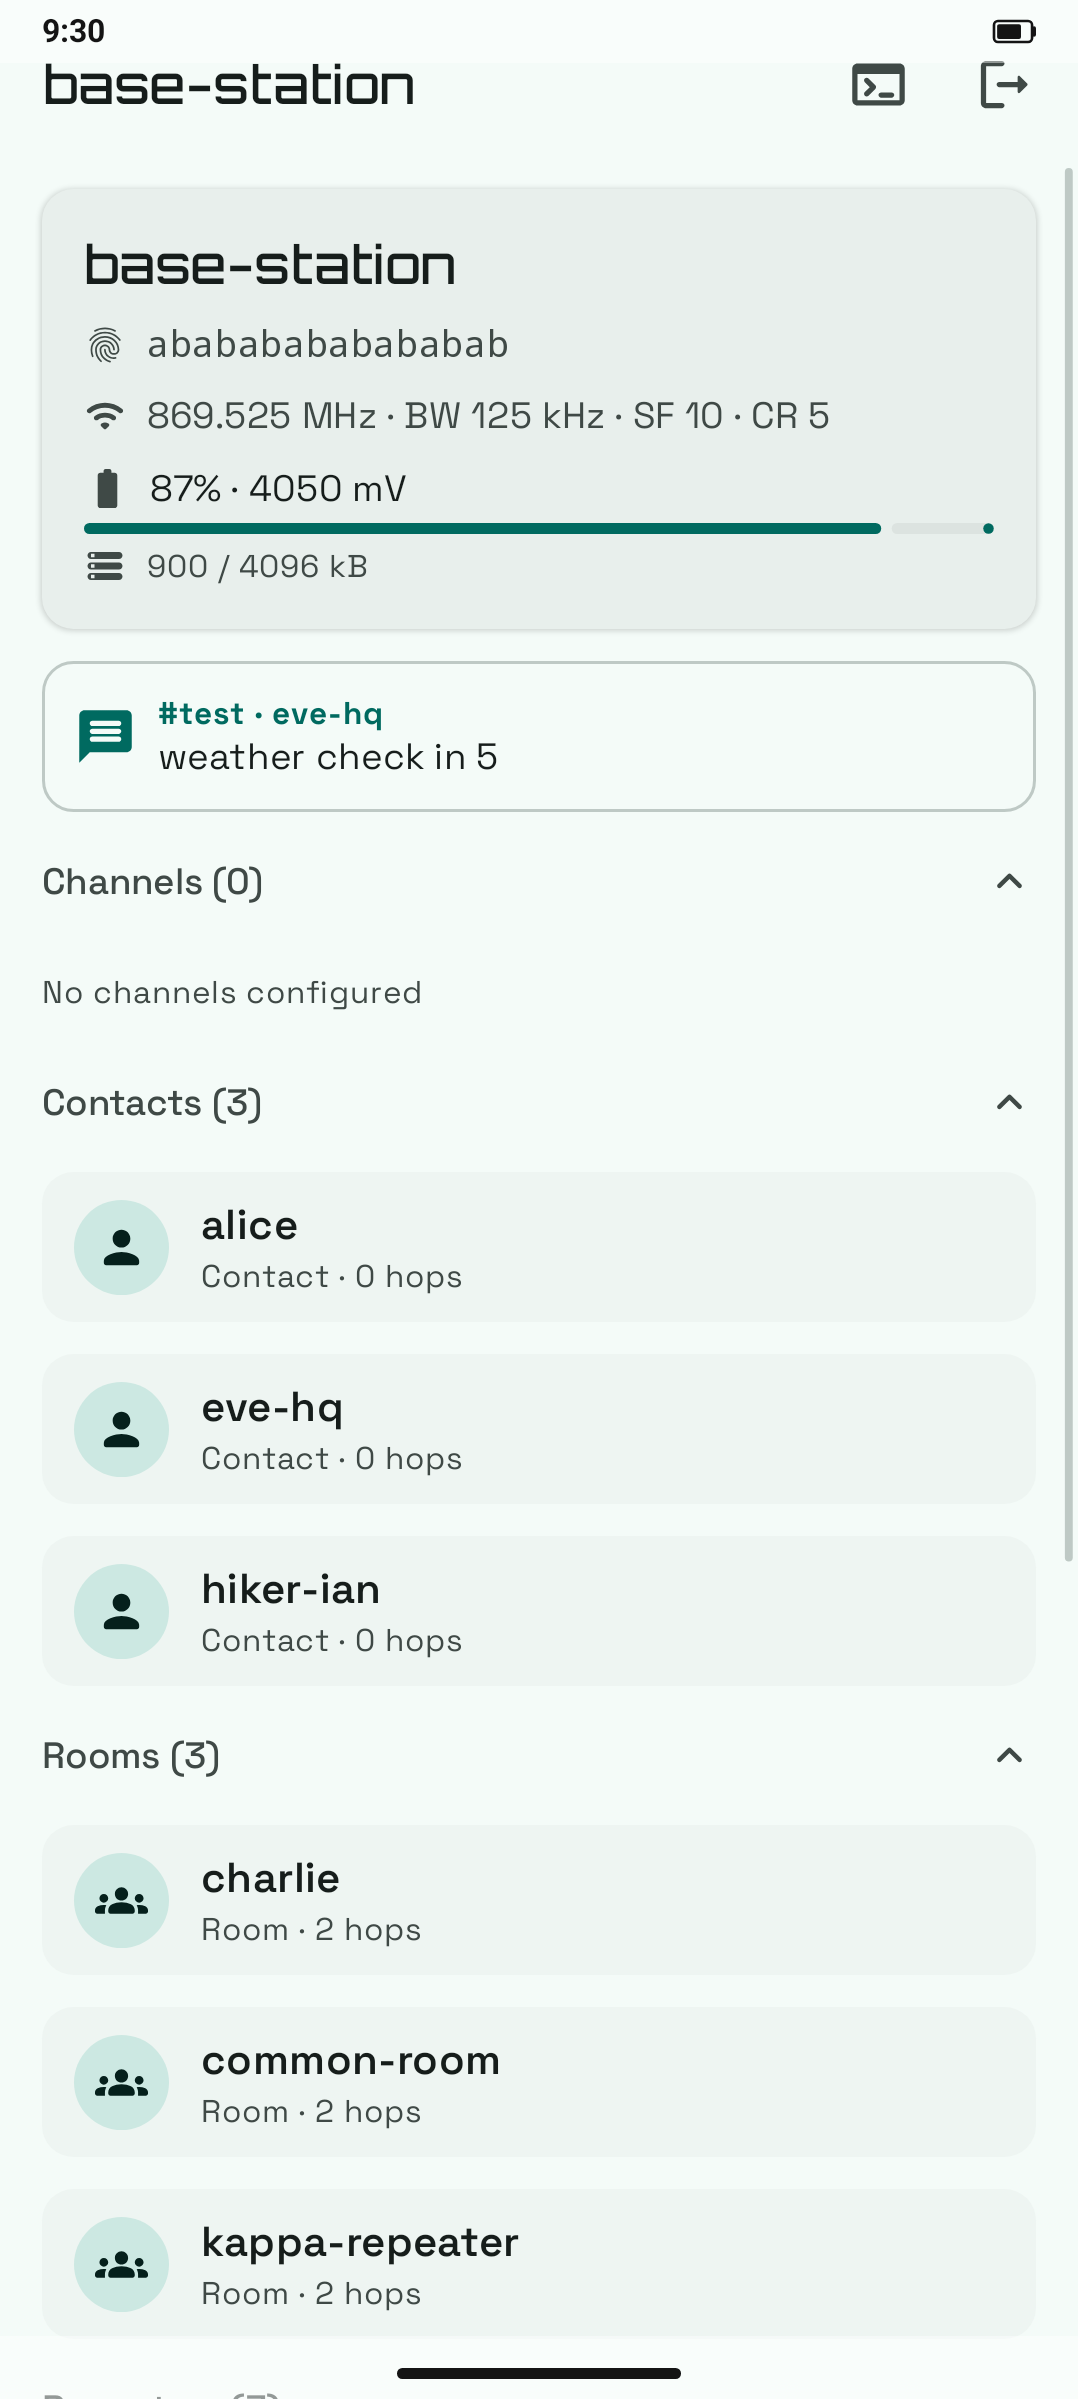 9:30
base-station
base-station
abababababababab
869.525 MHz · BW 125 kHz · SF 10 · CR 5
87% · 4050 mV
900 / 4096 kB
#test · eve-hq
weather check in 5
Channels (0)
No channels configured
Contacts (3)
alice
Contact · 0 hops
eve-hq
Contact · 0 hops
hiker-ian
Contact · 0 hops
Rooms (3)
charlie
Room · 2 hops
common-room
Room · 2 hops
kappa-repeater
Room · 2 hops